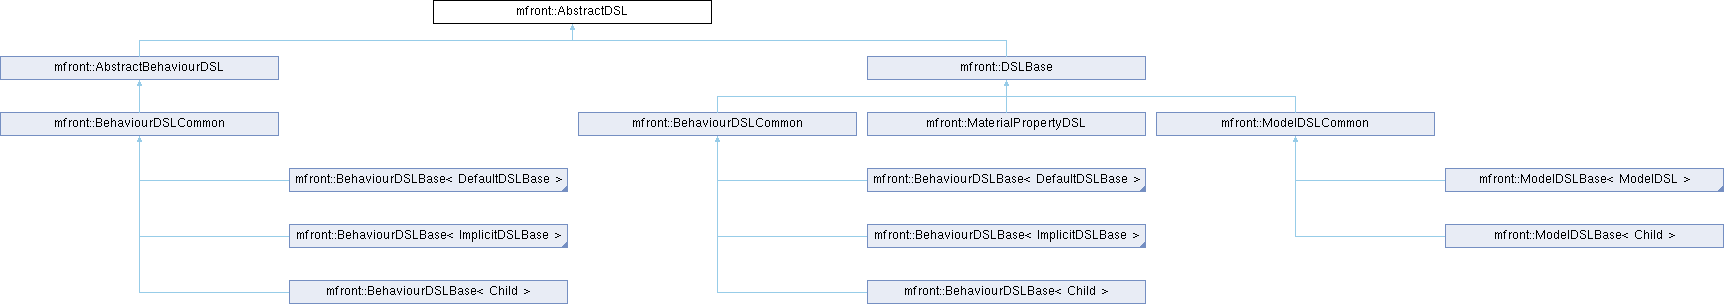 mfront::AbstractDSL
mfront::AbstractBehaviourDSL
mfront::DSLBase
mfront::BehaviourDSLCommon
mfront::BehaviourDSLCommon
mfront::MaterialPropertyDSL
mfront::ModelDSLCommon
mfront::BehaviourDSLBase< DefaultDSLBase >
mfront::BehaviourDSLBase< DefaultDSLBase >
mfront::ModelDSLBase< ModelDSL >
mfront::BehaviourDSLBase< ImplicitDSLBase >
mfront::BehaviourDSLBase< ImplicitDSLBase >
mfront::ModelDSLBase< Child >
mfront::BehaviourDSLBase< Child >
mfront::BehaviourDSLBase< Child >